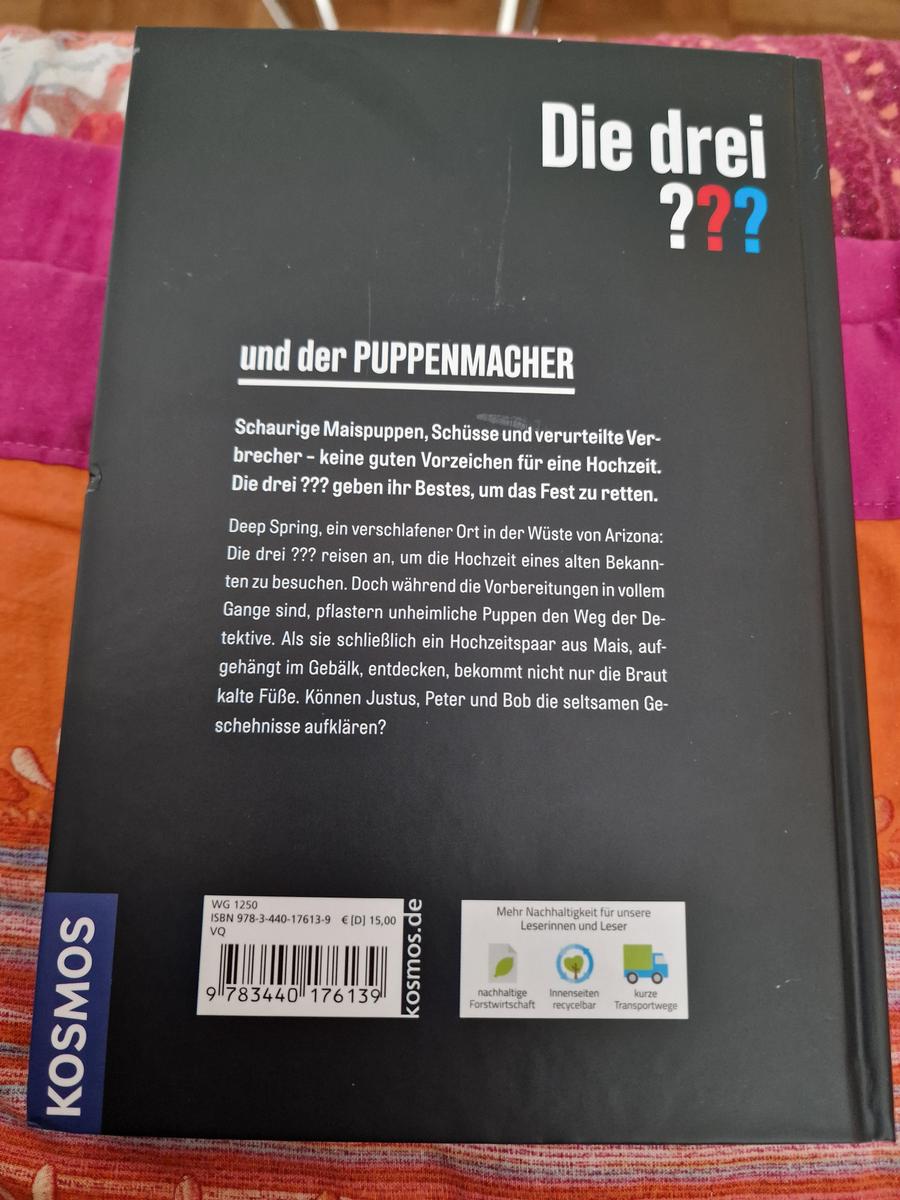 Die drei
???
und der PUPPENMACHER
Schaurige Maispuppen, Schüsse und verurteilte Ver-
brecher – keine guten Vorzeichen für eine Hochzeit.
Die drei ??? geben ihr Bestes, um das Fest zu retten.
Deep Spring, ein verschlafener Ort in der Wüste von Arizona:
Die drei ??? reisen an, um die Hochzeit eines alten Bekann-
ten zu besuchen. Doch während die Vorbereitungen in vollem
Gange sind, pflastern unheimliche Puppen den Weg der De-
tektive. Als sie schließlich ein Hochzeitspaar aus Mais, auf-
gehängt im Gebälk, entdecken, bekommt nicht nur die Braut
kalte Füße. Können Justus, Peter und Bob die seltsamen Ge-
schehnisse aufklären?
KOSMOS
WG 1250
ISBN 978-3-440-17613-9 € [D] 15,00
VQ
9 783440 176139
kosmos.de
Mehr Nachhaltigkeit für unsere
Leserinnen und Leser
nachhaltige
Forstwirtschaft
Innenseiten
recycelbar
kurze
Transportwege